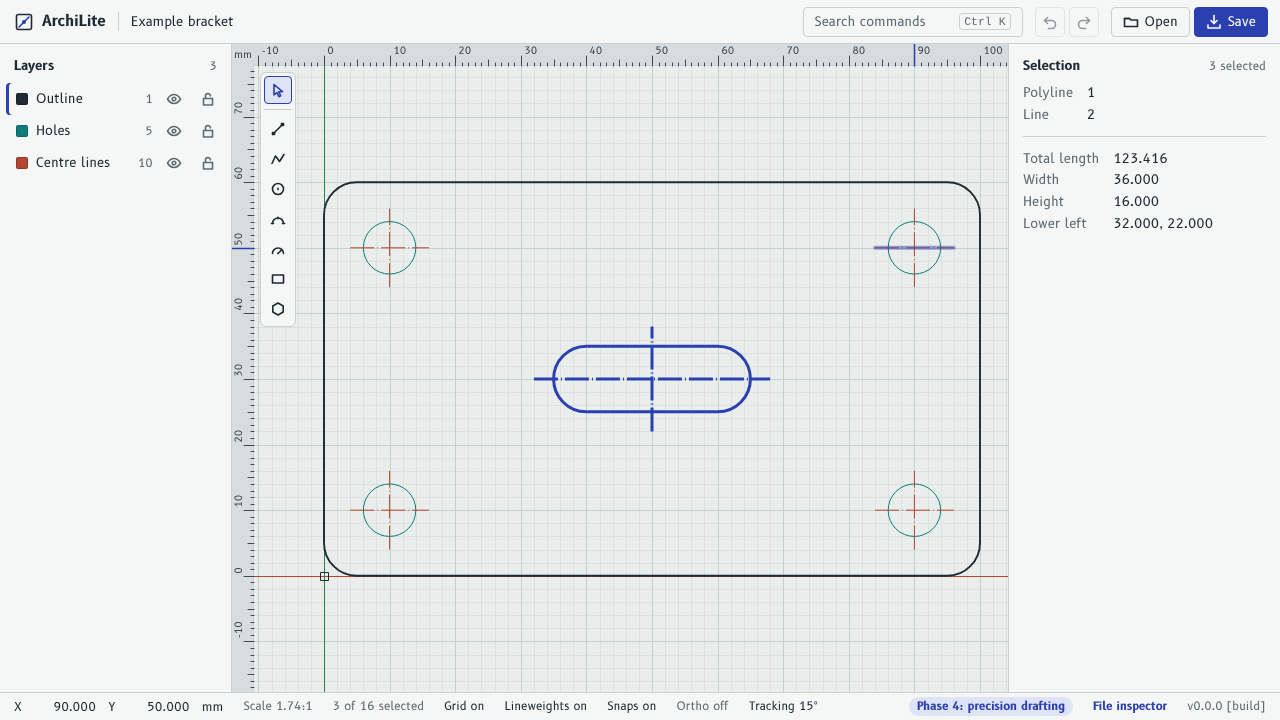 ArchiLite
Example bracket
Search commands
Ctrl K
Open
Save
Layers 3
Outline 1
Holes 5
Centre lines 10
mm
-10 0 10 20 30 40 50 60 70 80 90 100
70
60
50
40
30
20
10
0
-10
Selection 3 selected
Polyline 1
Line 2
Total length 123.416
Width 36.000
Height 16.000
Lower left 32.000, 22.000
X 90.000 Y 50.000 mm
Scale 1.74:1
3 of 16 selected
Grid on
Lineweights on
Snaps on
Ortho off
Tracking 15°
Phase 4: precision drafting
File inspector
v0.0.0 [build]